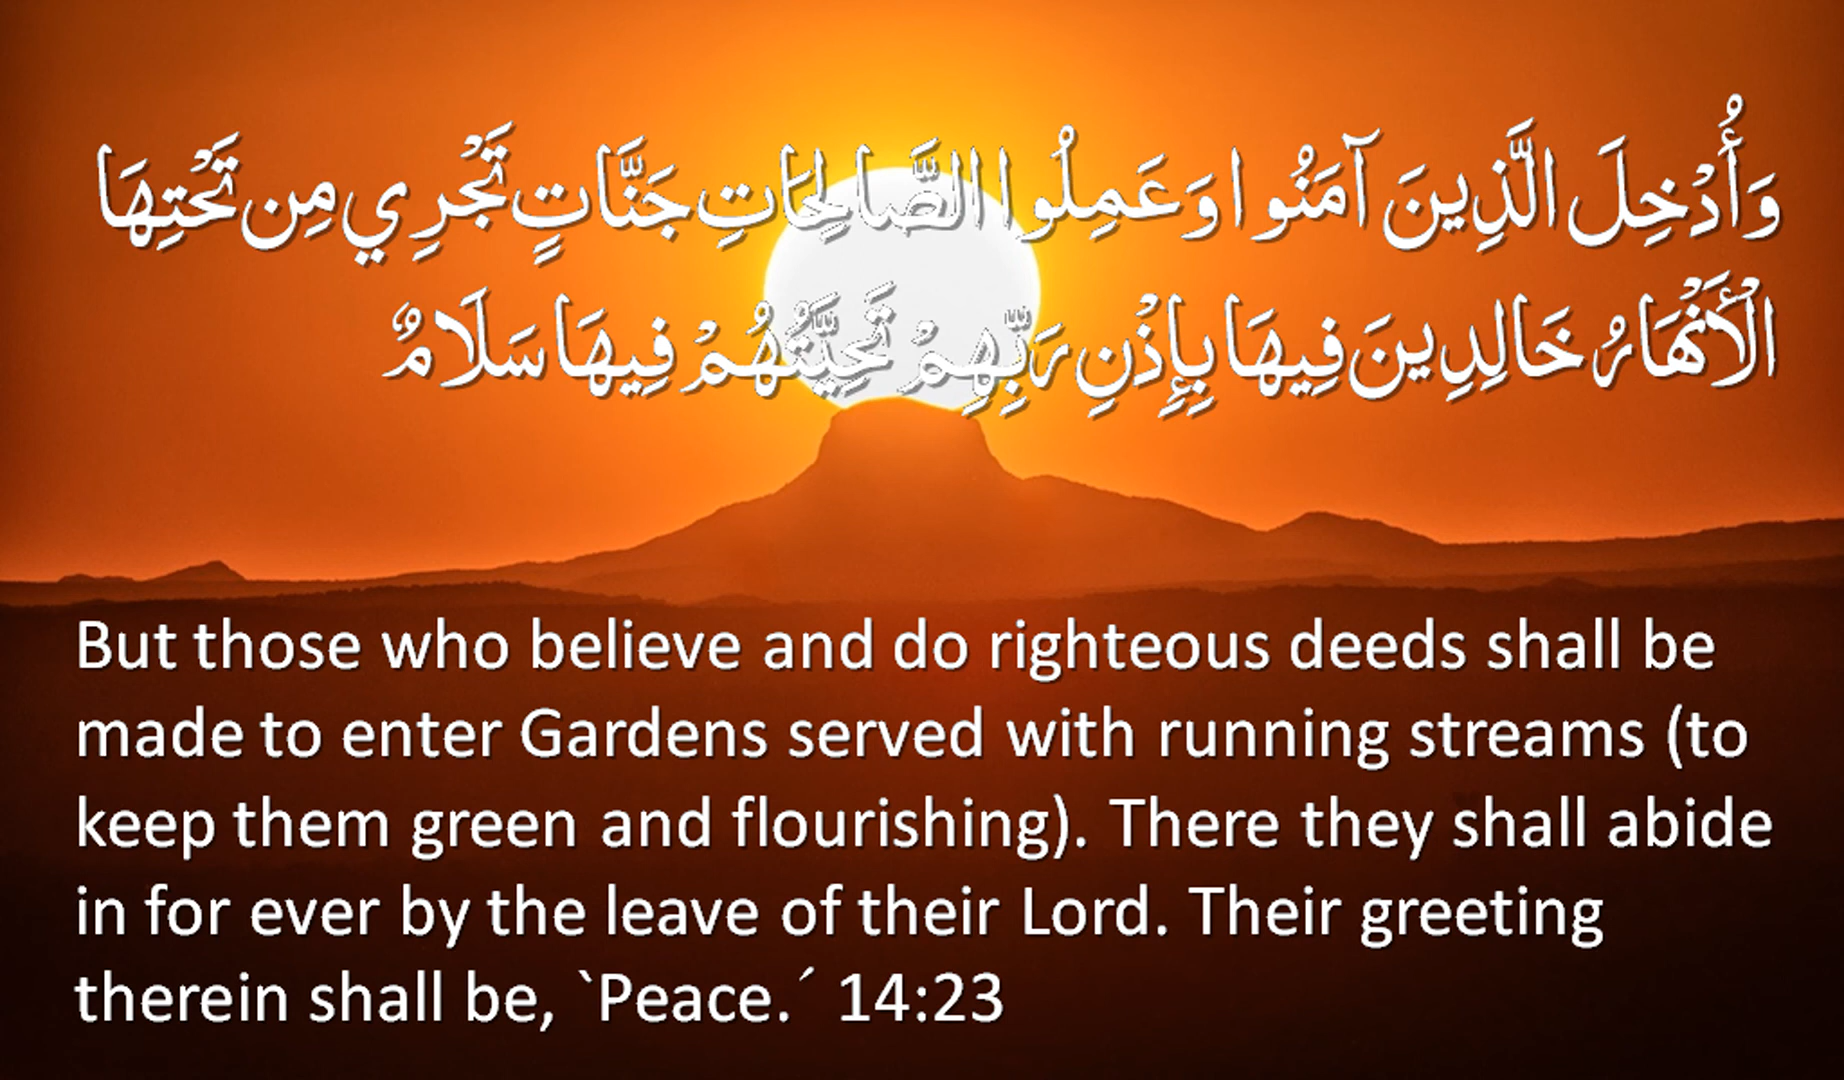 وَأُدْخِلَ الَّذِينَ آمَنُوا وَعَمِلُوا الصَّالِحَاتِ جَنَّاتٍ تَجْرِي مِن تَحْتِهَا
الْأَنْهَارُ خَالِدِينَ فِيهَا بِإِذْنِ رَبِّهِمْ تَحِيَّتُهُمْ فِيهَا سَلَامٌ
But those who believe and do righteous deeds shall be
made to enter Gardens served with running streams (to
keep them green and flourishing). There they shall abide
in for ever by the leave of their Lord. Their greeting
therein shall be, `Peace.´ 14:23